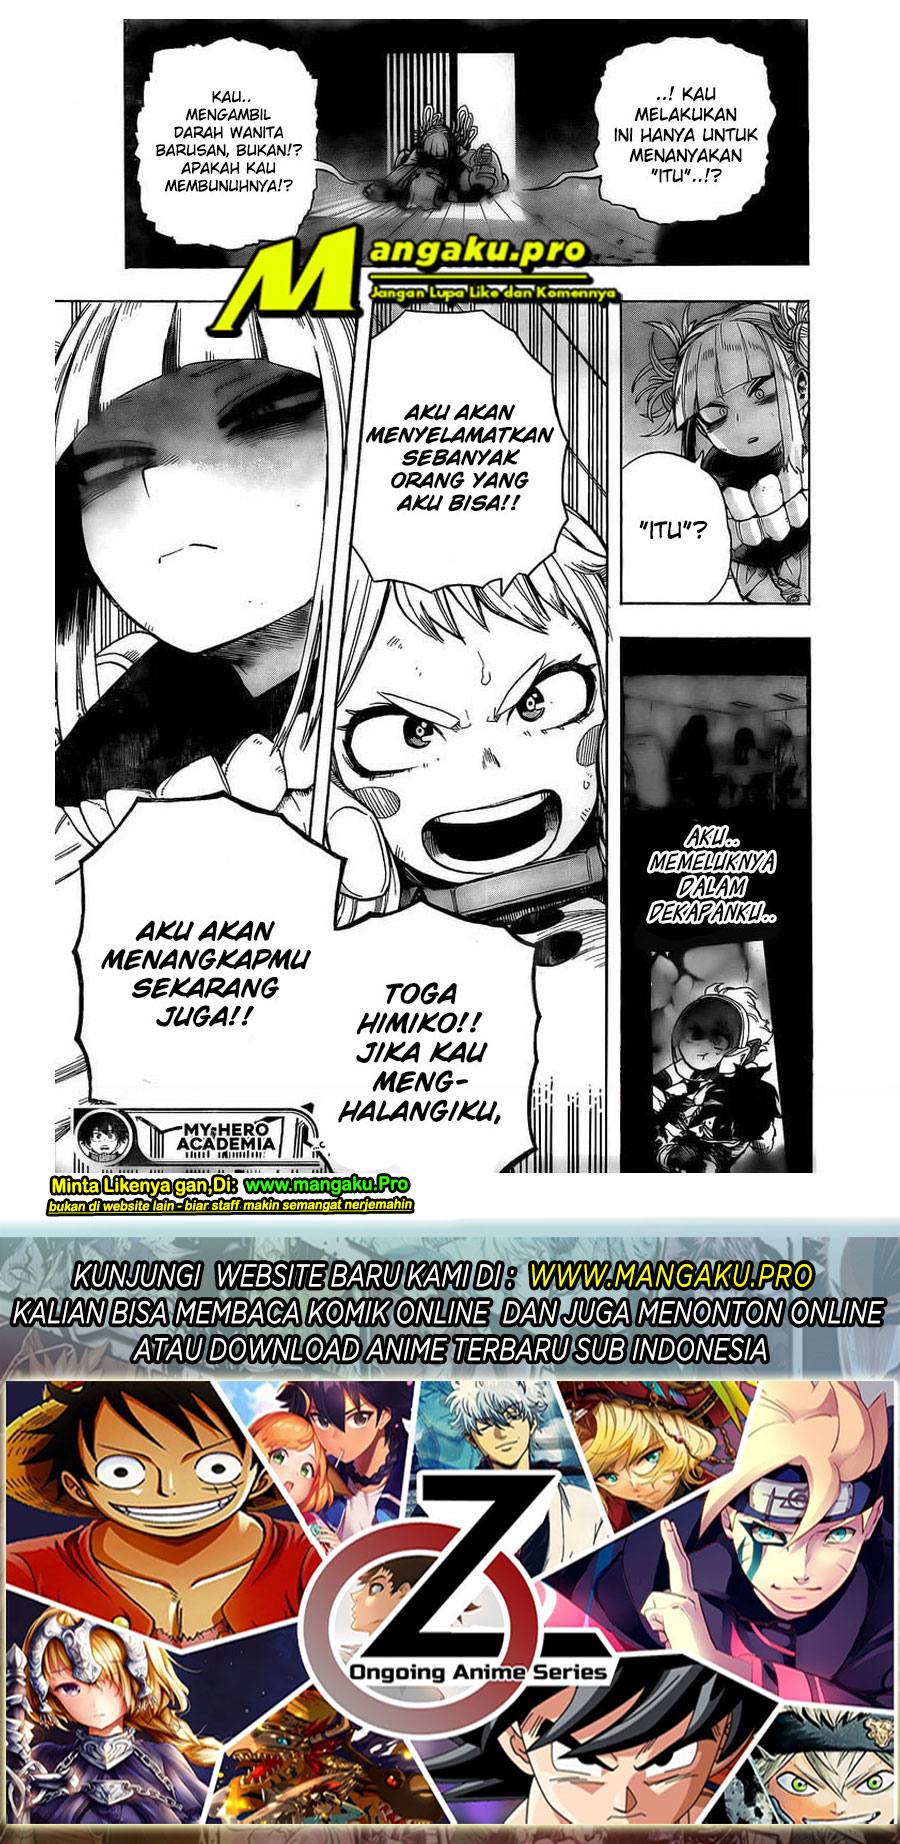 ..! KAU
MELAKUKAN
INI HANYA UNTUK
MENANYAKAN
"ITU"..!?
KAU..
MENGAMBIL
DARAH WANITA
BARUSAN, BUKAN!?
APAKAH KAU
MEMBUNUHNYA!?
Mangaku.pro
Jangan Lupa Like dan Komennya
"ITU"?
AKU AKAN
MENYELAMATKAN
SEBANYAK
ORANG YANG
AKU BISA!!
AKU..
MEMELUKNYA
DALAM
DEKAPANKU..
TOGA
HIMIKO!!
JIKA KAU
MENG-
HALANGIKU,
AKU AKAN
MENANGKAPMU
SEKARANG
JUGA!!
MY HERO
ACADEMIA
Minta Likenya gan,Di: www.mangaku.Pro
bukan di website lain - biar staff makin semangat nerjemahin
KUNJUNGI WEBSITE BARU KAMI DI : WWW.MANGAKU.PRO
KALIAN BISA MEMBACA KOMIK ONLINE DAN JUGA MENONTON ONLINE
ATAU DOWNLOAD ANIME TERBARU SUB INDONESIA
Z
Ongoing Anime Series